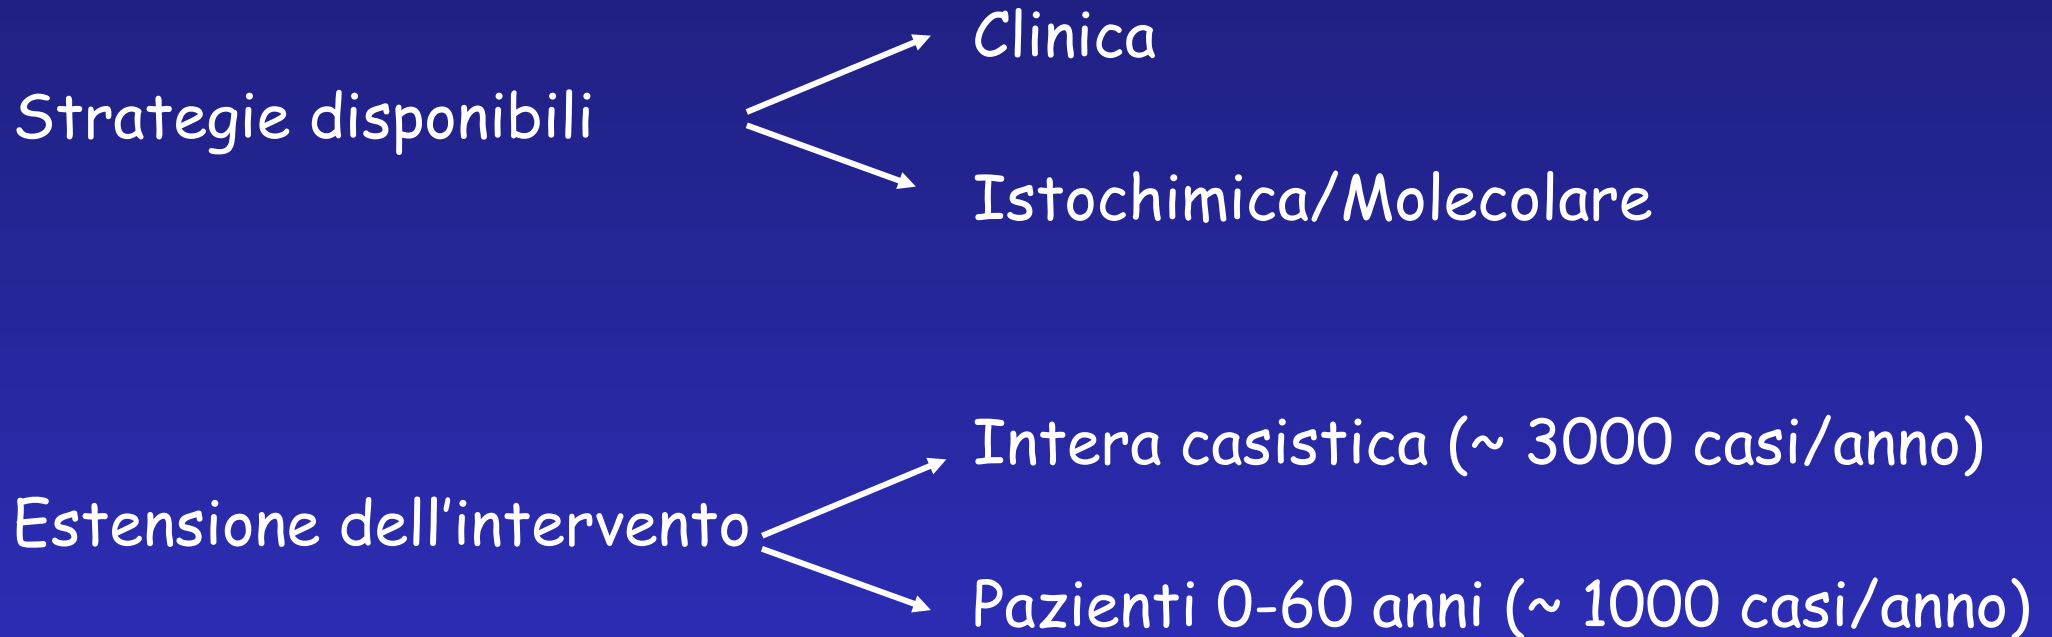 Clinica
Strategie disponibili
Istochimica/Molecolare
Intera casistica (~ 3000 casi/anno)
Estensione dell’intervento
Pazienti 0-60 anni (~ 1000 casi/anno)